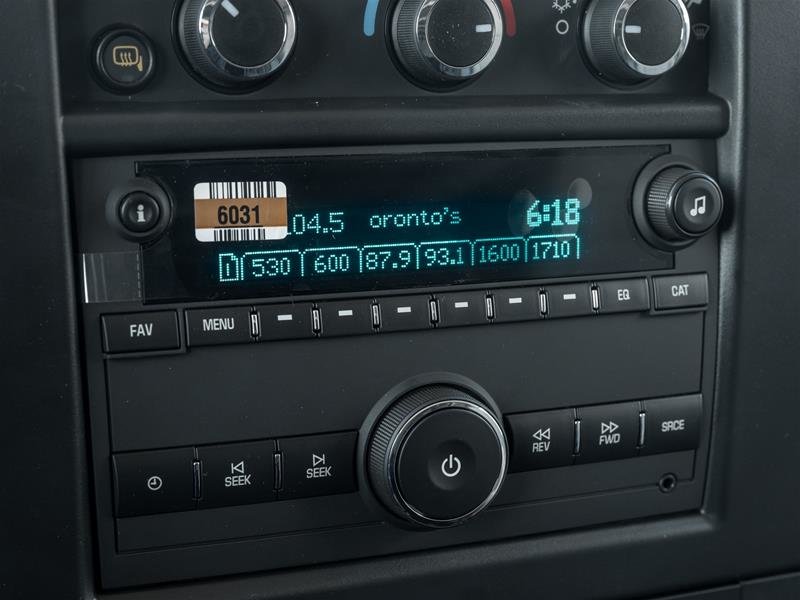 6031
04.5 oronto's 6:18
530 600 87.9 93.1 1600 1710
FAV MENU EQ CAT
SEEK SEEK REV FWD SRCE